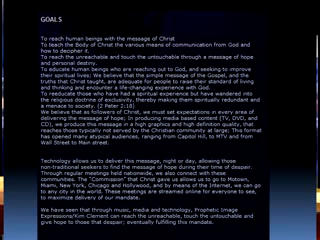 GOALS
To reach human beings with the message of Christ
To teach the Body of Christ the various means of communication from God and
how to decipher it.
To reach the unreachable and touch the untouchable through a message of hope
and personal destiny.
To educate human beings who are reaching out to God, and seeking to improve
their spiritual lives: We believe that the simple message of the Gospel, and the
truths that Christ taught, are adequate for people to raise their standard of living
and thinking and encounter a life-changing experience with God.
To reeducate those who have had a spiritual experience but have wandered into
the religious doctrine of exclusivity, thereby making them spiritually redundant and
a menace to society. (2 Peter 2:18)
We believe that as followers of Christ, we must set expectations in every area of
delivering the message of hope; In producing media based content (TV, DVD, and
CD), we produce this message in a high graphics and high definition quality, that
reaches those typically not served by the Christian community at large; This format
has opened many atypical audiences, ranging from Capitol Hill, to MTV and from
Wall Street to Main street.
Technology allows us to deliver this message, night or day, allowing those
non-traditional seekers to find the message of hope during their time of despair.
Through regular meetings held nationwide, we also connect with these
communities. The "Commission" that Christ gave us allows us to go to Motown,
Miami, New York, Chicago and Hollywood, and by means of the Internet, we can go
to any city in the world. These meetings are streamed online for everyone to see,
to maximize delivery of our mandate.
We have seen that through music, media and technology, Prophetic Image
Expressions/Kim Clement can reach the unreachable, touch the untouchable and
give hope to those that despair; eventually fulfilling this mandate.